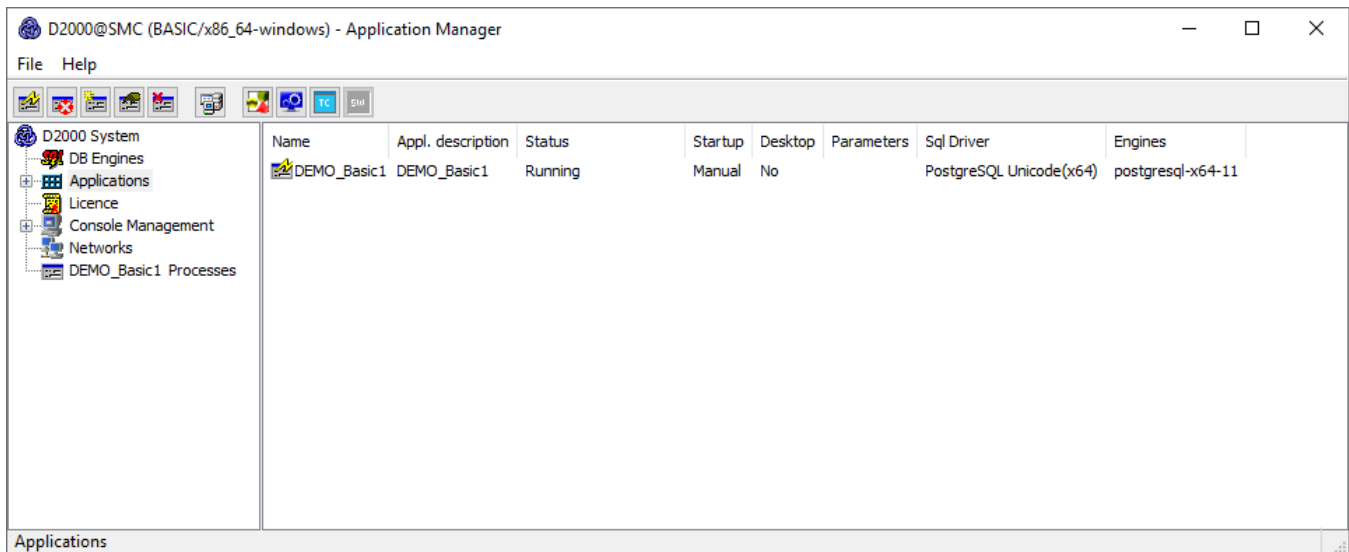 D2000@SMC (BASIC/x86_64-windows) - Application Manager
File Help
TC SW
D2000 System
DB Engines
Applications
Licence
Console Management
Networks
DEMO_Basic1 Processes
Name Appl. description Status Startup Desktop Parameters Sql Driver Engines
DEMO_Basic1 DEMO_Basic1 Running Manual No PostgreSQL Unicode(x64) postgresql-x64-11
Applications